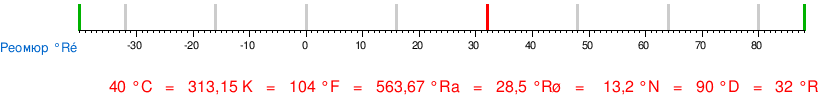 -30 -20 -10 0 10 20 30 40 50 60 70 80
Реомюр °Ré
40 °C = 313,15 K = 104 °F = 563,67 °Ra = 28,5 °Rø = 13,2 °N = 90 °D = 32 °R